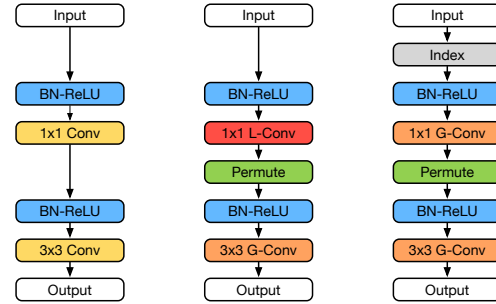 Input
BN-ReLU
1x1 Conv
BN-ReLU
3x3 Conv
Output
Input
BN-ReLU
1x1 L-Conv
Permute
BN-ReLU
3x3 G-Conv
Output
Input
Index
BN-ReLU
1x1 G-Conv
Permute
BN-ReLU
3x3 G-Conv
Output